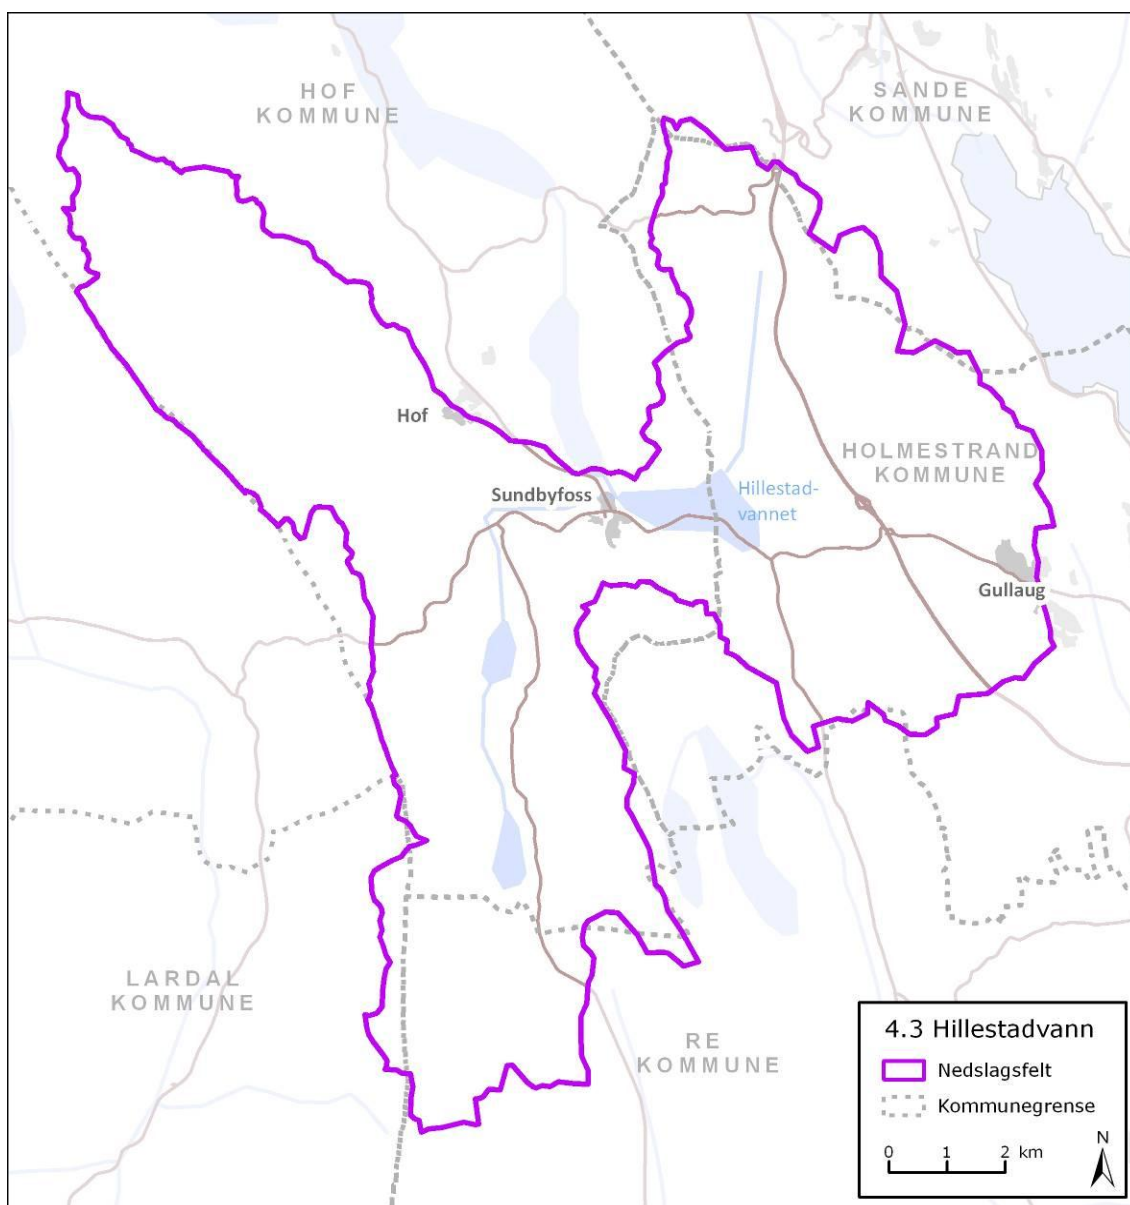 HOF
KOMMUNE
SANDE
KOMMUNE
Hof
HOLMESTRAND
KOMMUNE
Sundbyfoss
Hillestad-
vannet
Gullaug
LARDAL
KOMMUNE
RE
KOMMUNE
4.3 Hillestadvann
Nedslagsfelt
Kommunegrense
0 1 2 km
N